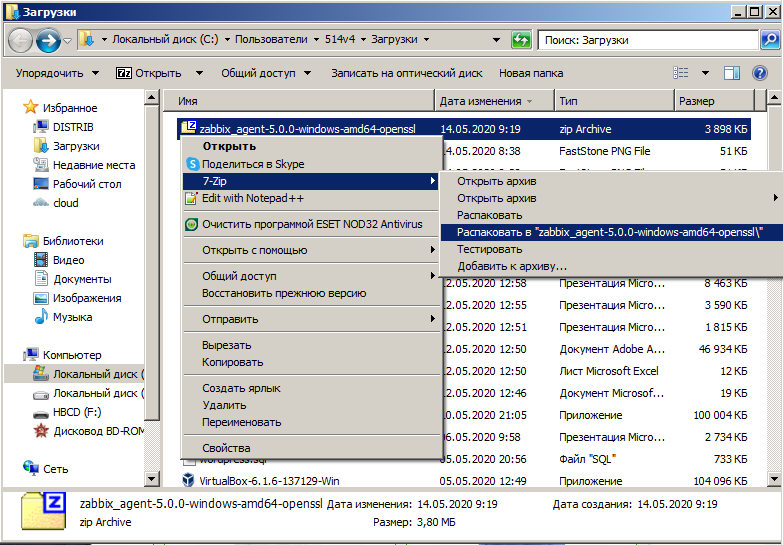 Загрузки
Локальный диск (C:) Пользователи 514v4 Загрузки
Поиск: Загрузки
Упорядочить Открыть Общий доступ Записать на оптический диск Новая папка
Избранное
DISTRIB
Загрузки
Недавние места
Рабочий стол
cloud
Библиотеки
Видео
Документы
Изображения
Музыка
Компьютер
Локальный диск (
Локальный диск (
HBCD (F:)
Дисковод BD-ROM
Сеть
Имя Дата изменения Тип Размер
zabbix_agent-5.0.0-windows-amd64-openssl 14.05.2020 9:19 zip Archive 3 898 КБ
14.05.2020 8:38 FastStone PNG File 51 КБ
Открыть
Поделиться в Skype
7-Zip
Edit with Notepad++
Очистить программой ESET NOD32 Antivirus
Открыть с помощью
Общий доступ
Восстановить прежнюю версию
Отправить
Вырезать
Копировать
Создать ярлык
Удалить
Переименовать
Свойства
Открыть архив
Открыть архив
Распаковать
Распаковать в "zabbix_agent-5.0.0-windows-amd64-openssl\"
Тестировать
Добавить к архиву...
12.05.2020 12:58 Презентация Micro... 8 463 КБ
12.05.2020 12:55 Презентация Micro... 3 590 КБ
12.05.2020 12:51 Презентация Micro... 1 815 КБ
12.05.2020 12:50 Документ Adobe A... 46 934 КБ
12.05.2020 12:50 Лист Microsoft Excel 12 КБ
12.05.2020 12:46 Документ Microsof... 19 КБ
10.05.2020 21:05 Приложение 100 004 КБ
06.05.2020 9:58 Презентация Micro... 2 734 КБ
wordpress.sql 05.05.2020 20:56 Файл "SQL" 733 КБ
VirtualBox-6.1.6-137129-Win 05.05.2020 12:49 Приложение 104 096 КБ
zabbix_agent-5.0.0-windows-amd64-openssl Дата изменения: 14.05.2020 9:19 Дата создания: 14.05.2020 9:19
zip Archive Размер: 3,80 МБ